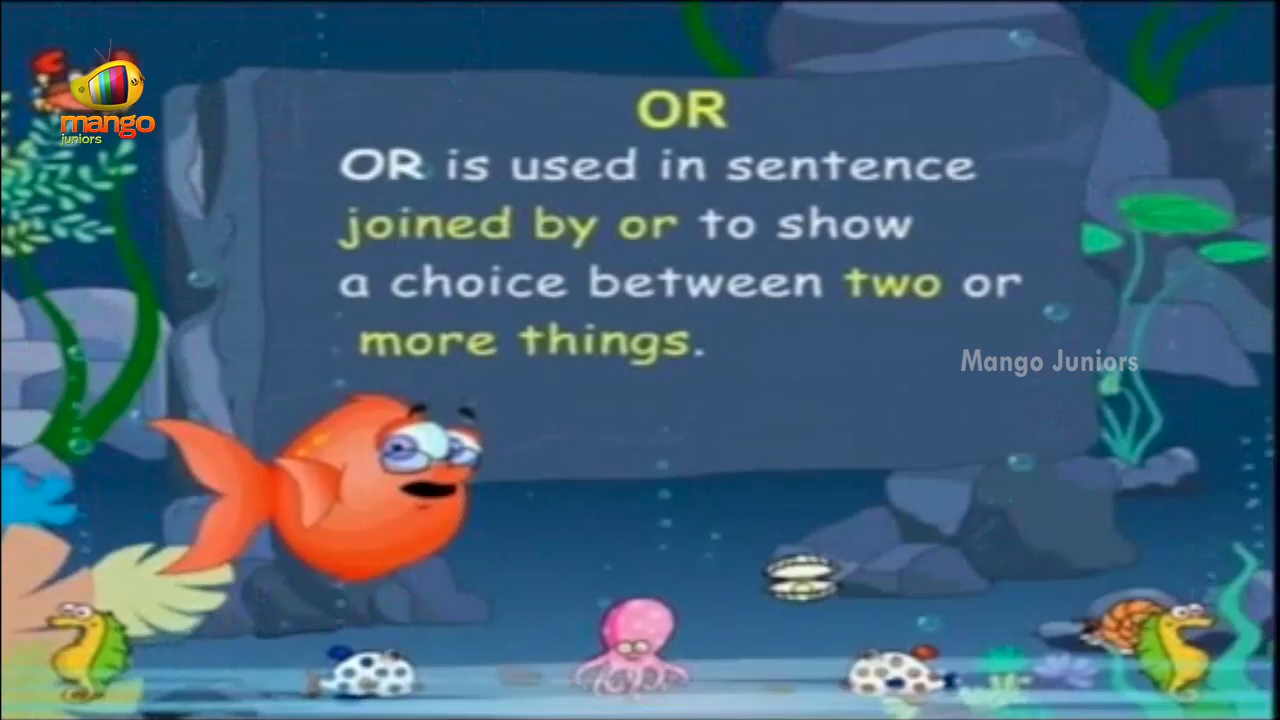 mango
juniors
OR
OR is used in sentence
joined by or to show
a choice between two or
more things.
Mango Juniors